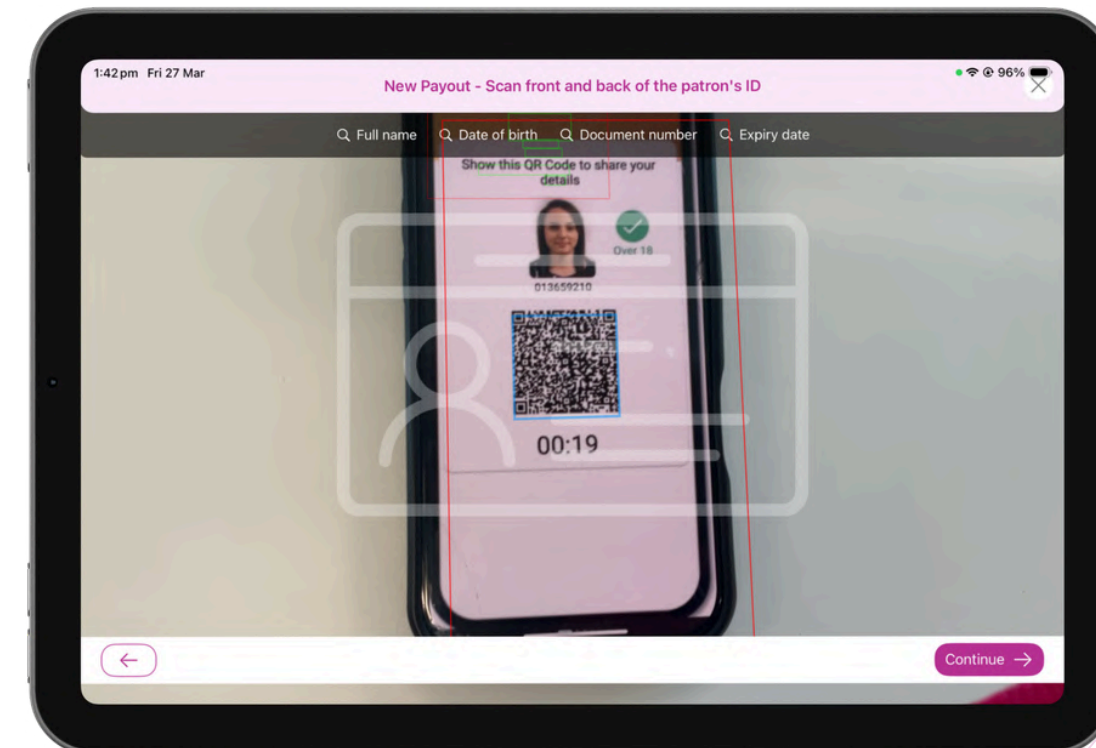 1:42 pm Fri 27 Mar
96%
New Payout - Scan front and back of the patron's ID
Full name Date of birth Document number Expiry date
Show this QR Code to share your
details
Over 18
013659210
00:19
Continue